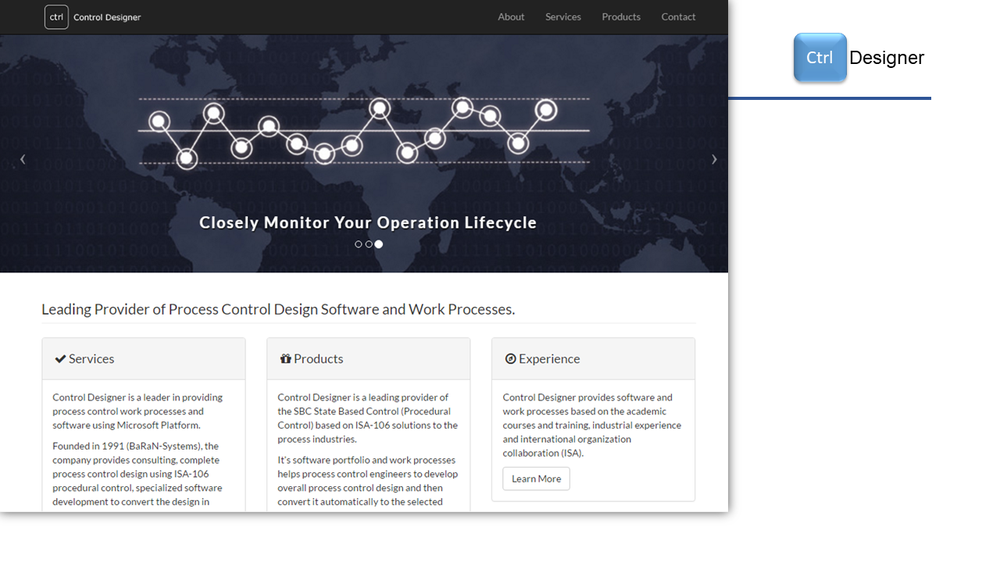 ctrl Control Designer
About Services Products Contact
Ctrl Designer
Closely Monitor Your Operation Lifecycle
Leading Provider of Process Control Design Software and Work Processes.
Services
Control Designer is a leader in providing
process control work processes and
software using Microsoft Platform.
Founded in 1991 (BaRaN-Systems), the
company provides consulting, complete
process control design using ISA-106
procedural control, specialized software
development to convert the design in
Products
Control Designer is a leading provider of
the SBC State Based Control (Procedural
Control) based on ISA-106 solutions to the
process industries.
It's software portfolio and work processes
helps process control engineers to develop
overall process control design and then
convert it automatically to the selected
Experience
Control Designer provides software and
work processes based on the academic
courses and training, industrial experience
and international organization
collaboration (ISA).
Learn More